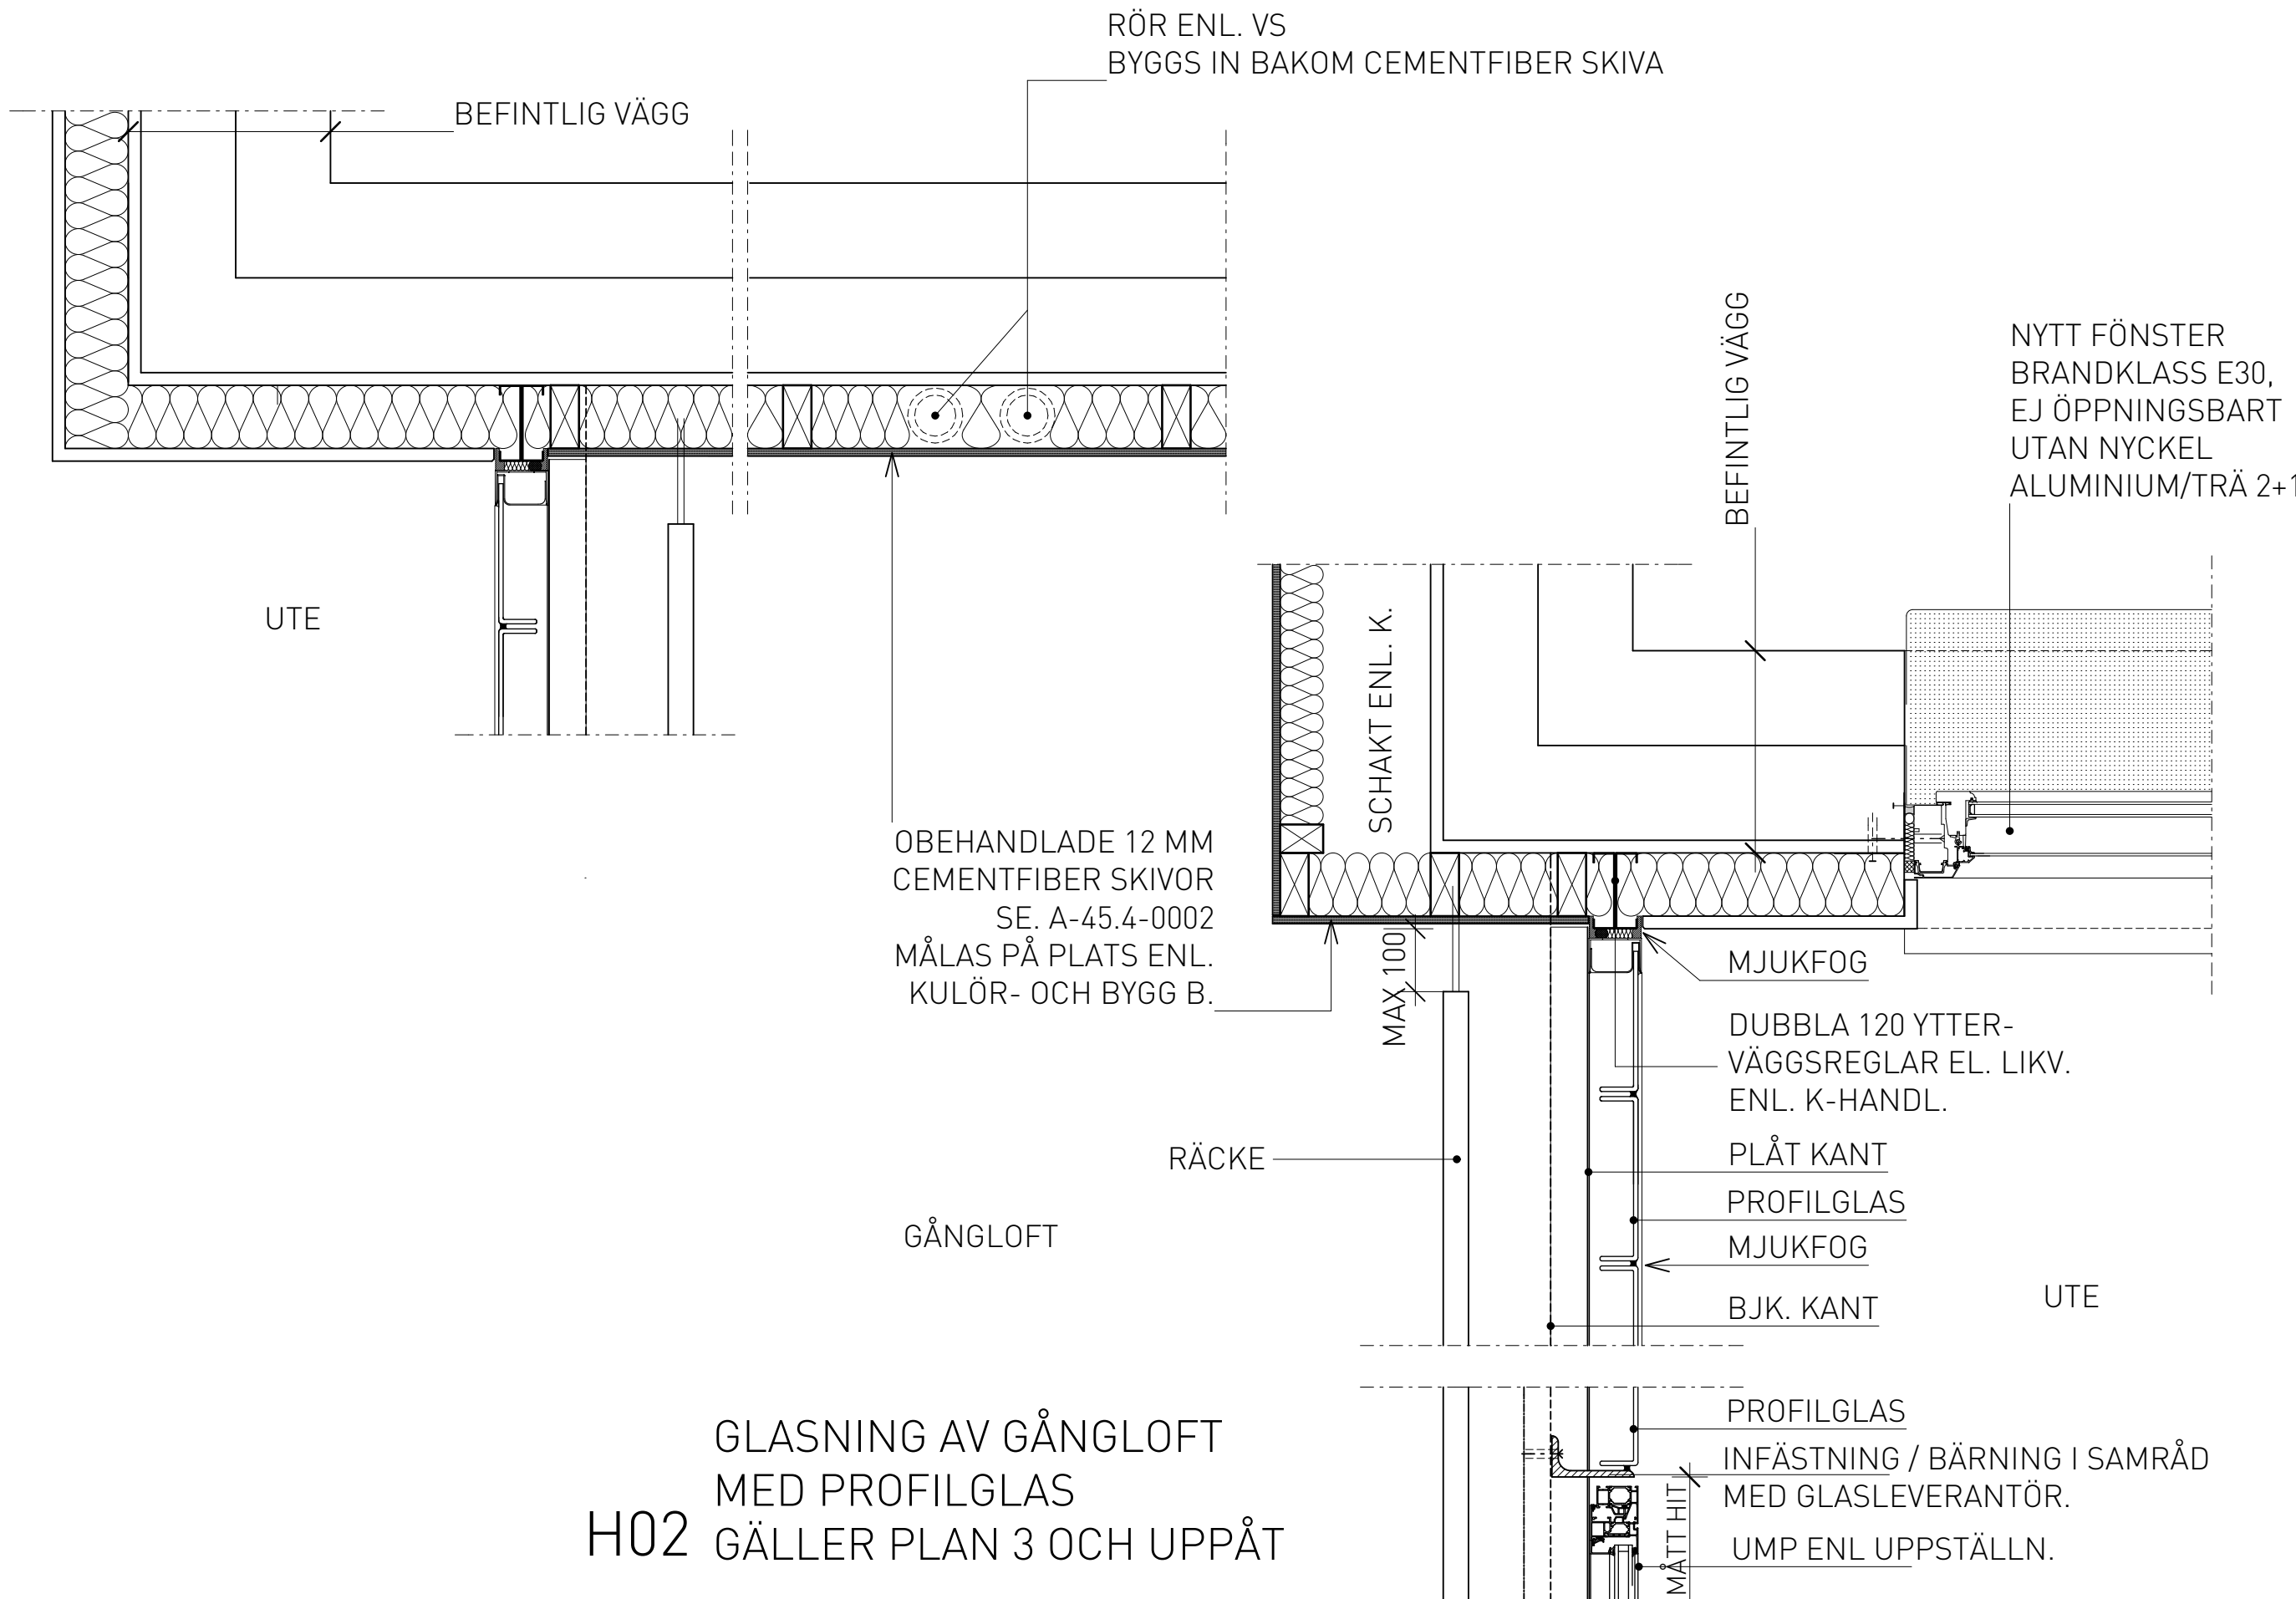 RÖR ENL. VS
BYGGS IN BAKOM CEMENTFIBER SKIVA
BEFINTLIG VÄGG
BEFINTLIG VÄGG
NYTT FÖNSTER
BRANDKLASS E30,
EJ ÖPPNINGSBART
UTAN NYCKEL
ALUMINIUM/TRÄ 2+1
UTE
SCHAKT ENL. K.
OBEHANDLADE 12 MM
CEMENTFIBER SKIVOR
SE. A-45.4-0002
MÅLAS PÅ PLATS ENL.
KULÖR- OCH BYGG B.
MAX 100
MJUKFOG
DUBBLA 120 YTTER-
VÄGGSREGLAR EL. LIKV.
ENL. K-HANDL.
RÄCKE
PLÅT KANT
PROFILGLAS
GÅNGLOFT
MJUKFOG
UTE
BJK. KANT
PROFILGLAS
INFÄSTNING / BÄRNING I SAMRÅD
MED GLASLEVERANTÖR.
MÅTT HIT
UMP ENL UPPSTÄLLN.
H02
GLASNING AV GÅNGLOFT
MED PROFILGLAS
GÄLLER PLAN 3 OCH UPPÅT